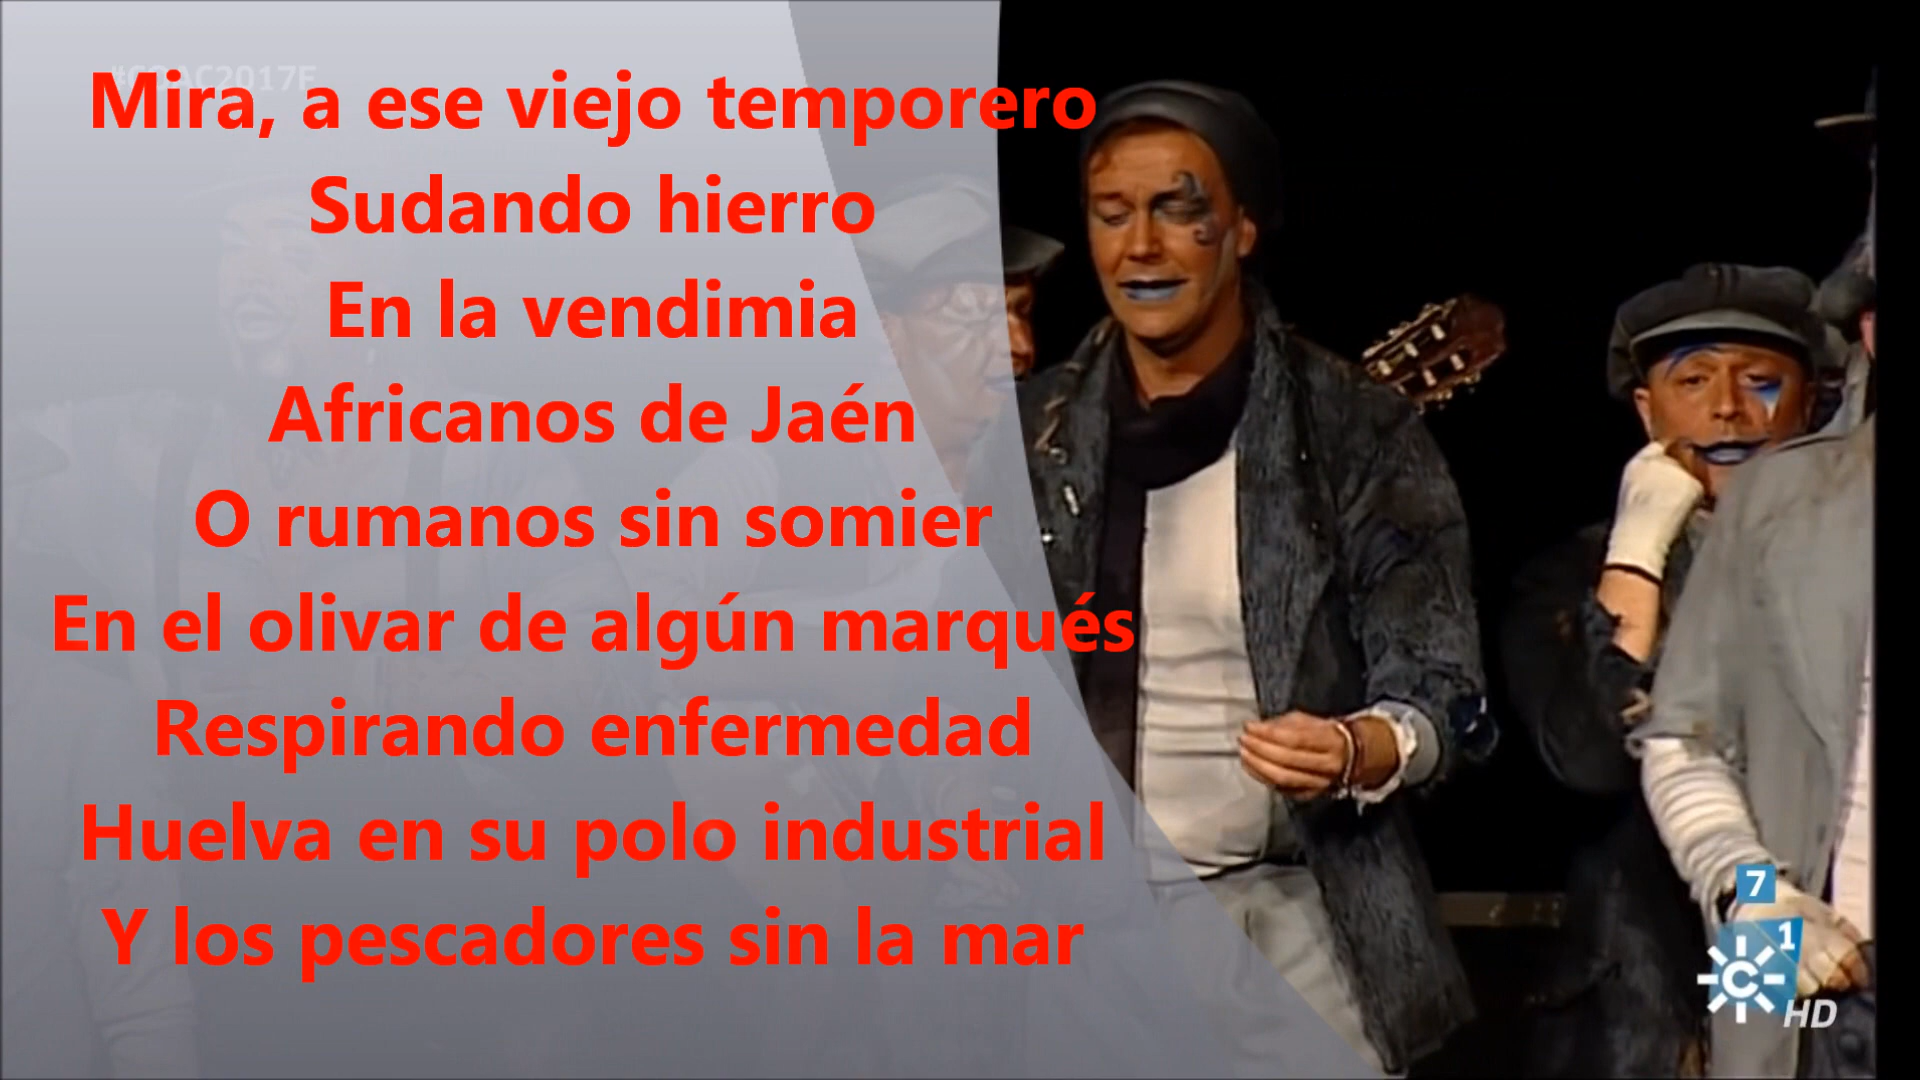 #COAC2017F
Mira, a ese viejo temporero
Sudando hierro
En la vendimia
Africanos de Jaén
O rumanos sin somier
En el olivar de algún marqués
Respirando enfermedad
Huelva en su polo industrial
Y los pescadores sin la mar
7
1
C
HD